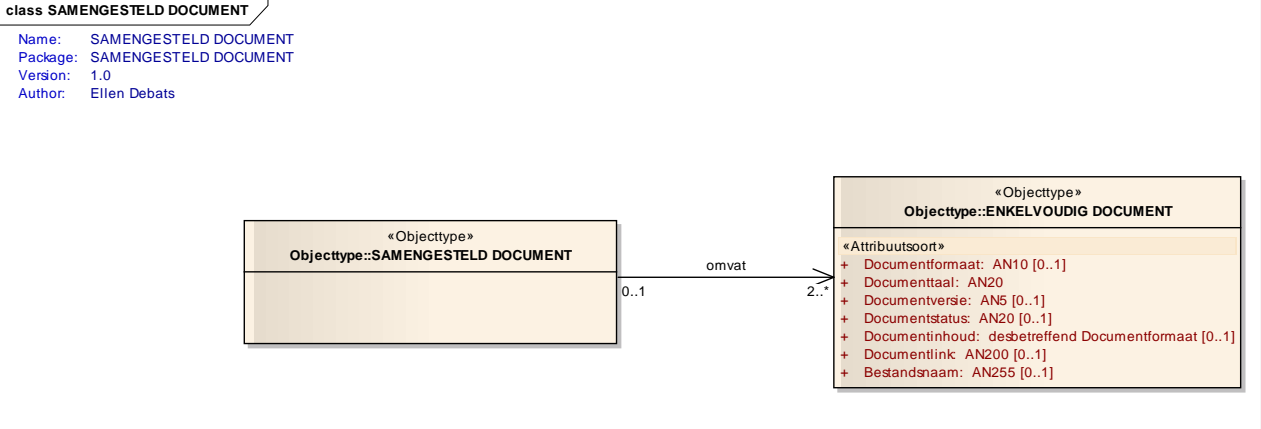 class SAMENGESTELD DOCUMENT
Name: SAMENGESTELD DOCUMENT
Package: SAMENGESTELD DOCUMENT
Version: 1.0
Author: Ellen Debats
«Objecttype»
Objecttype::SAMENGESTELD DOCUMENT
omvat
0..1
2..*
«Objecttype»
Objecttype::ENKELVOUDIG DOCUMENT
«Attribuutsoort»
+ Documentformaat: AN10 [0..1]
+ Documenttaal: AN20
+ Documentversie: AN5 [0..1]
+ Documentstatus: AN20 [0..1]
+ Documentinhoud: desbetreffend Documentformaat [0..1]
+ Documentlink: AN200 [0..1]
+ Bestandsnaam: AN255 [0..1]